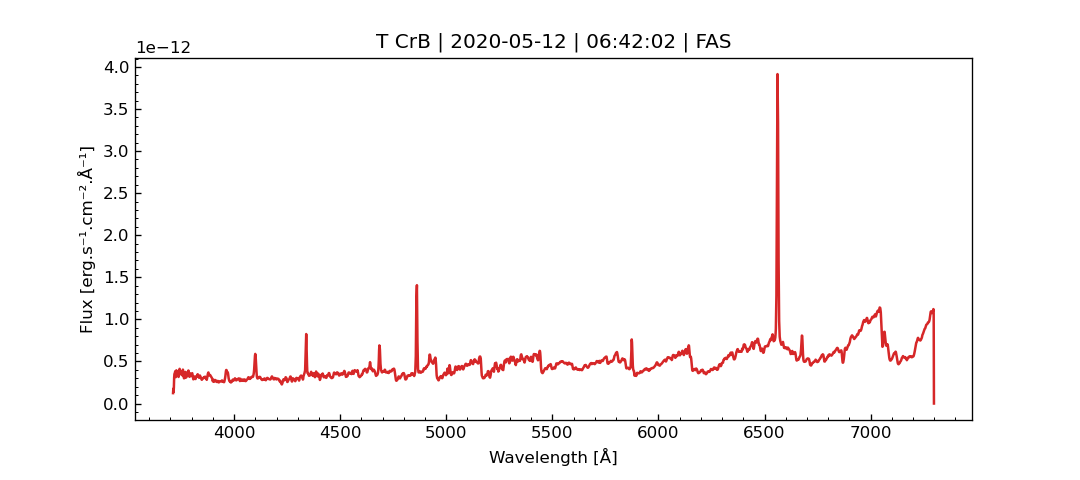 T CrB | 2020-05-12 | 06:42:02 | FAS
1e−12
4.0
3.5
3.0
2.5
2.0
1.5
1.0
0.5
0.0
Flux [erg.s⁻¹.cm⁻².Å⁻¹]
4000 4500 5000 5500 6000 6500 7000
Wavelength [Å]